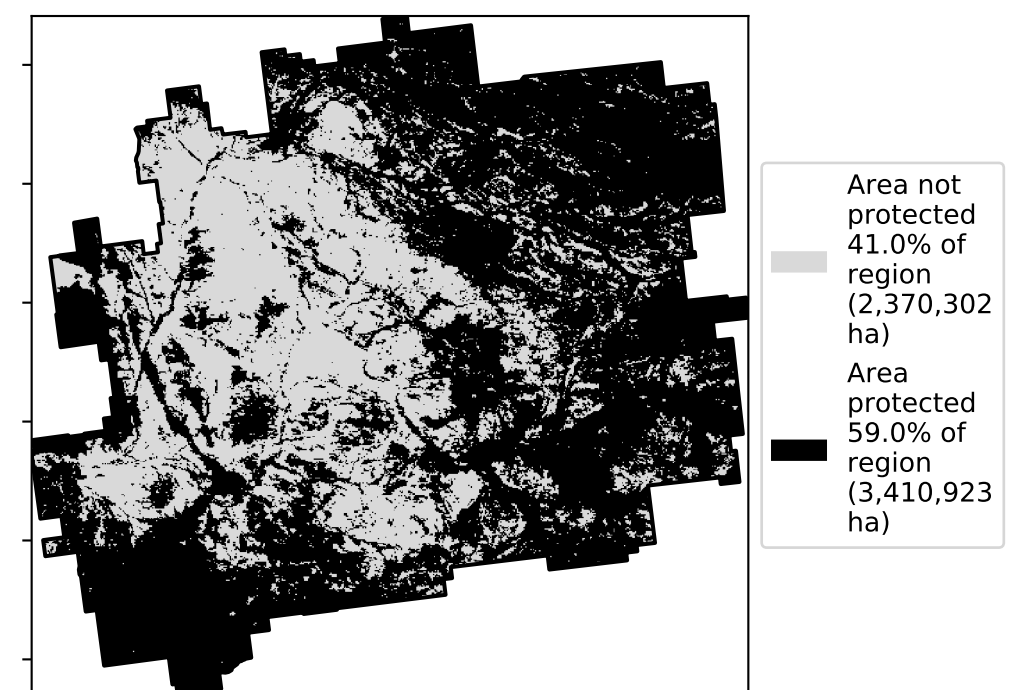 Area not
protected
41.0% of
region
(2,370,302
ha)
Area
protected
59.0% of
region
(3,410,923
ha)